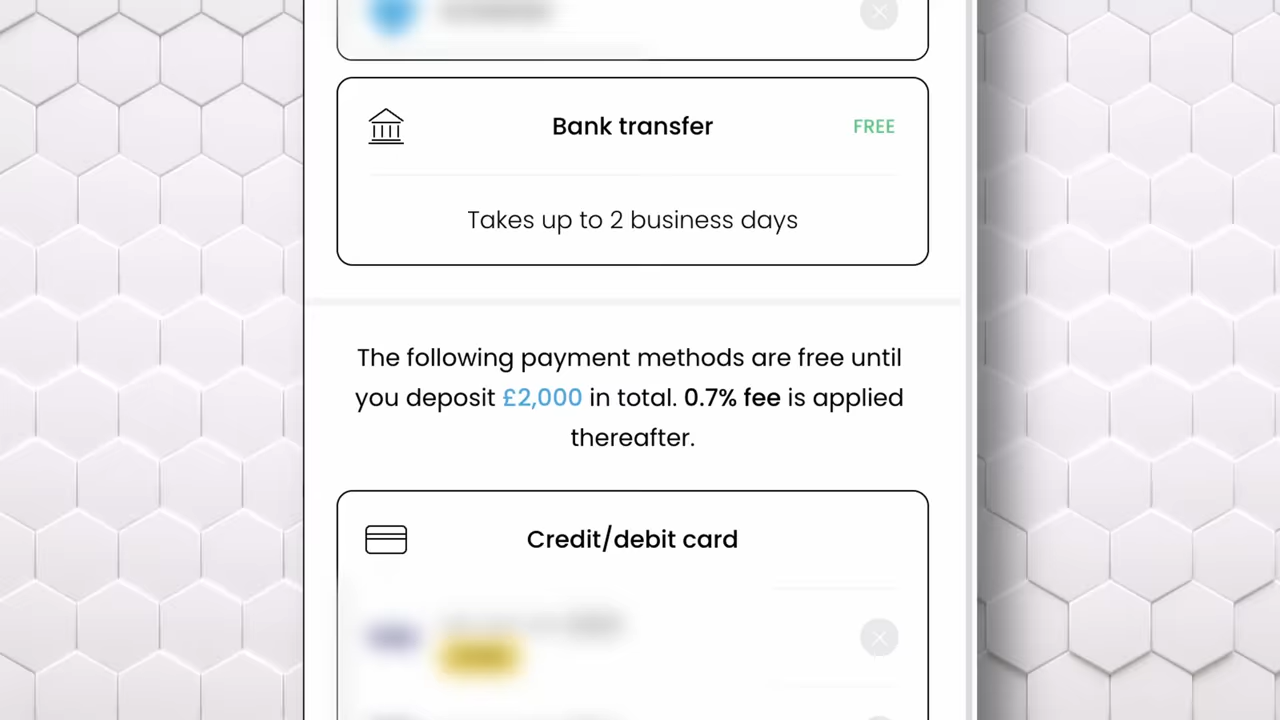 Bank transfer
FREE
Takes up to 2 business days
The following payment methods are free until
you deposit £2,000 in total. 0.7% fee is applied
thereafter.
Credit/debit card